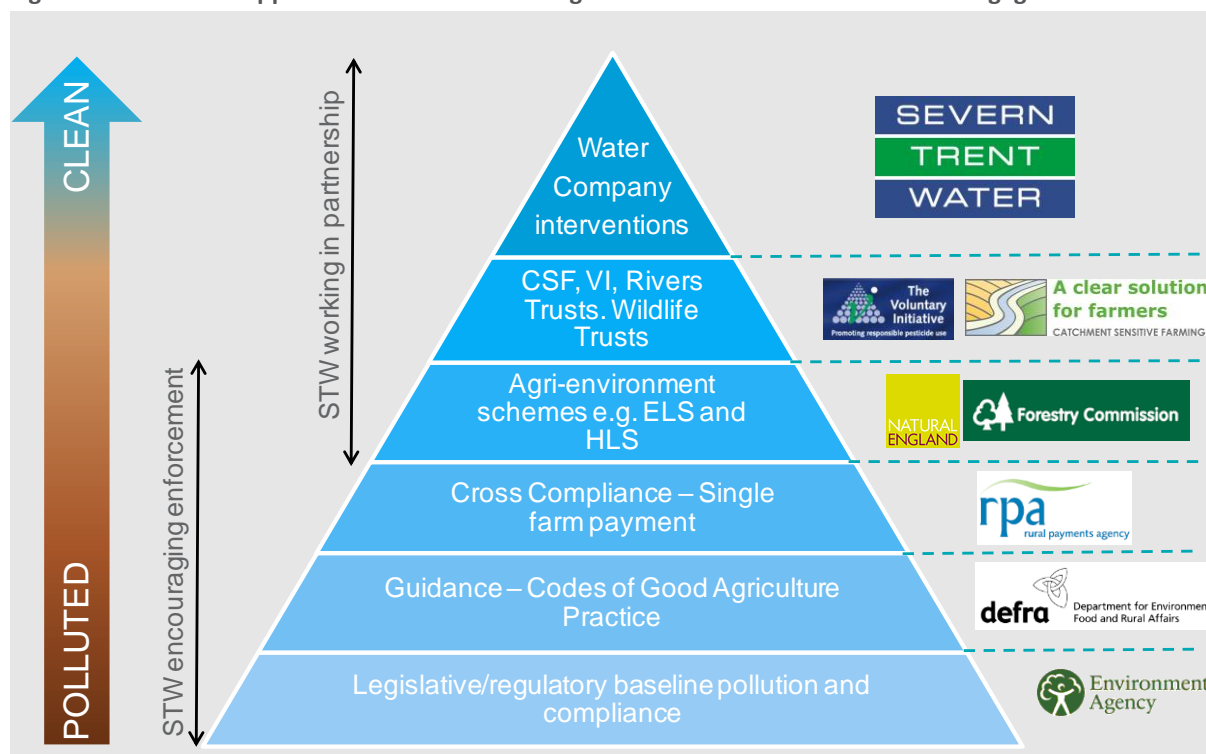 CLEAN
POLLUTED
STW working in partnership
STW encouraging enforcement
Water
Company
interventions
CSF, VI, Rivers
Trusts. Wildlife
Trusts
Agri-environment
schemes e.g. ELS and
HLS
Cross Compliance – Single
farm payment
Guidance – Codes of Good Agriculture
Practice
Legislative/regulatory baseline pollution and
compliance
SEVERN
TRENT
WATER
The
Voluntary
Initiative
Promoting responsible pesticide use
A clear solution
for farmers
CATCHMENT SENSITIVE FARMING
NATURAL
ENGLAND
Forestry Commission
rpa
rural payments agency
defra
Department for Environment
Food and Rural Affairs
Environment
Agency